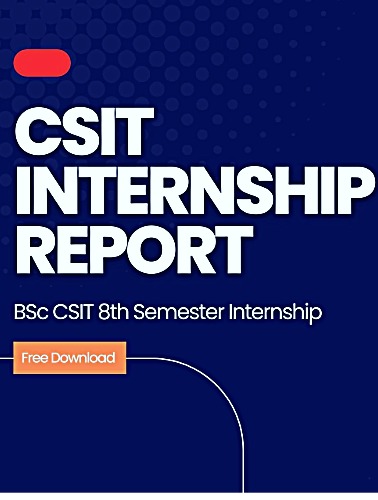 CSIT
INTERNSHIP
REPORT
BSc CSIT 8th Semester Internship
Free Download